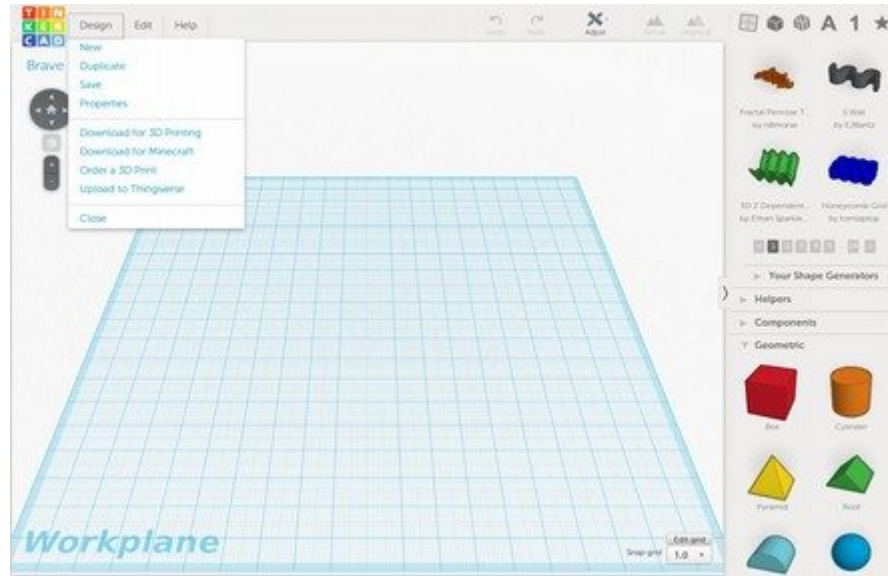 TIN
KER
CAD
Design Edit Help
Adjust
A 1
Brave
New
Duplicate
Save
Properties
Download for 3D Printing
Download for Minecraft
Order a 3D Print
Upload to Thingiverse
Close
Your Shape Generators
Helpers
Components
Geometric
Box Cylinder
Pyramid Roof
Workplane
Edit grid
Snap grid 1.0